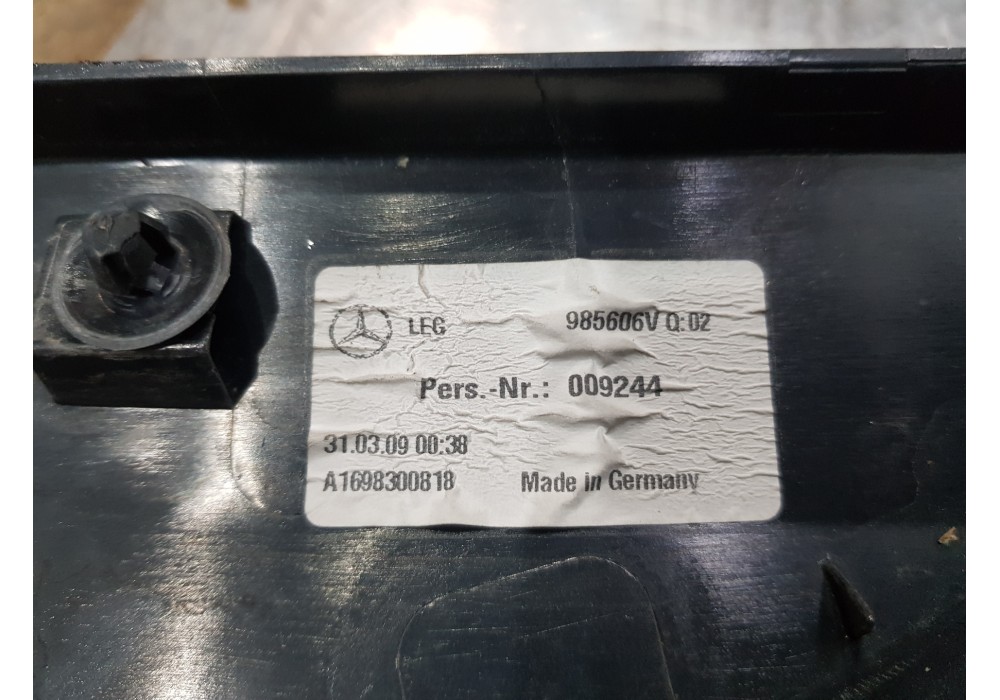 LEG 985606V Q:02
Pers.-Nr.: 009244
31.03.09 00:38
A1698300818 Made in Germany